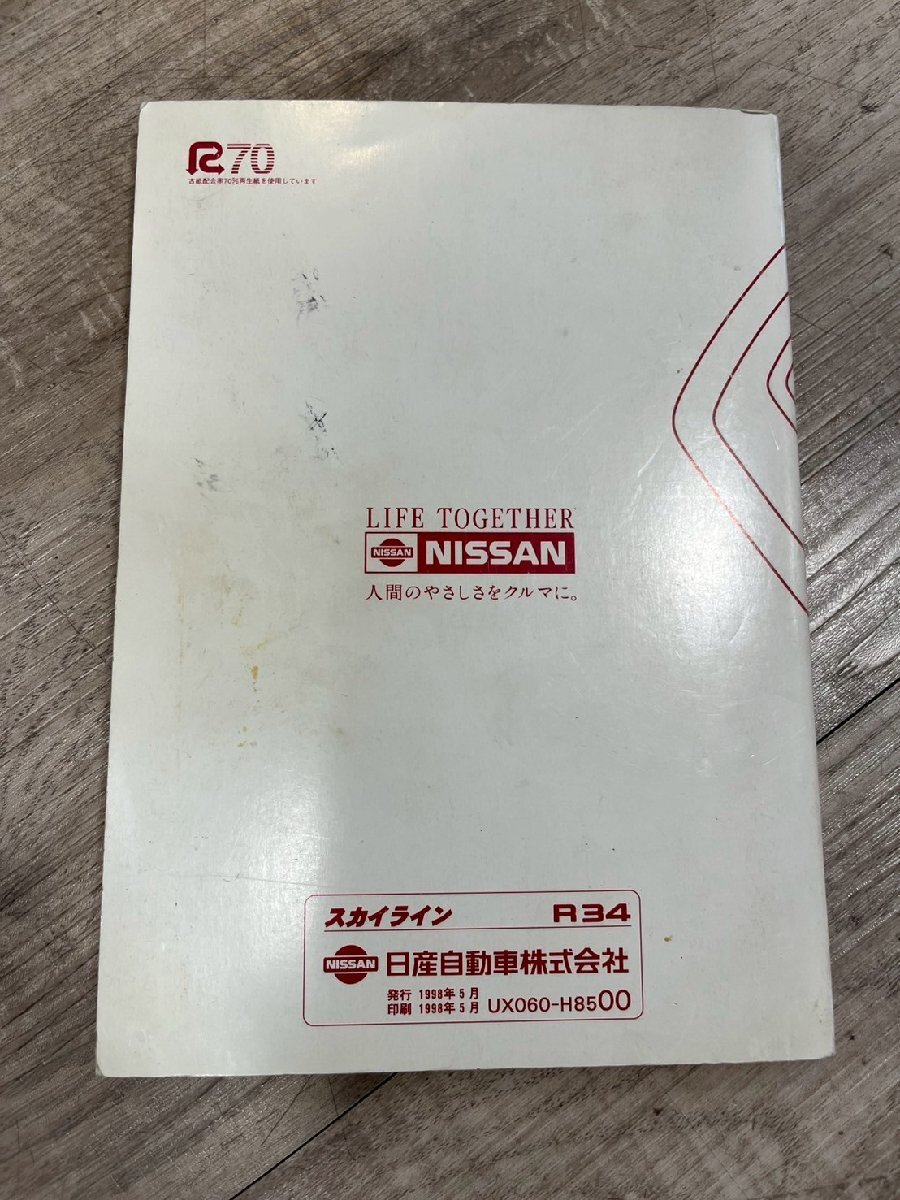 R70
古紙配合率70%再生紙を使用しています
LIFE TOGETHER
NISSAN NISSAN
人間のやさしさをクルマに。
スカイライン R34
NISSAN 日産自動車株式会社
発行 1998年5月
印刷 1998年5月 UX060-H8500